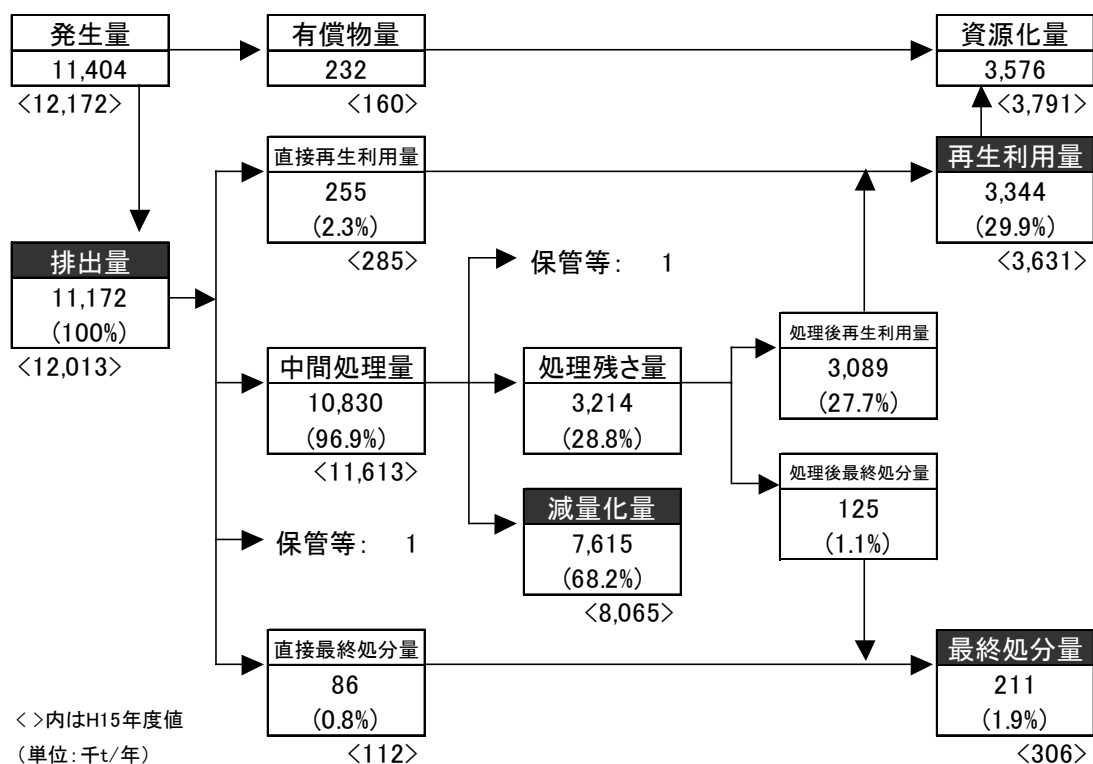 発生量
11,404
<12,172>
有償物量
232
<160>
資源化量
3,576
<3,791>
直接再生利用量
255
(2.3%)
<285>
再生利用量
3,344
(29.9%)
<3,631>
排出量
11,172
(100%)
<12,013>
保管等: 1
中間処理量
10,830
(96.9%)
<11,613>
処理残さ量
3,214
(28.8%)
処理後再生利用量
3,089
(27.7%)
処理後最終処分量
125
(1.1%)
減量化量
7,615
(68.2%)
<8,065>
保管等: 1
直接最終処分量
86
(0.8%)
<112>
最終処分量
211
(1.9%)
<306>
< >内はH15年度値
(単位:千t/年)